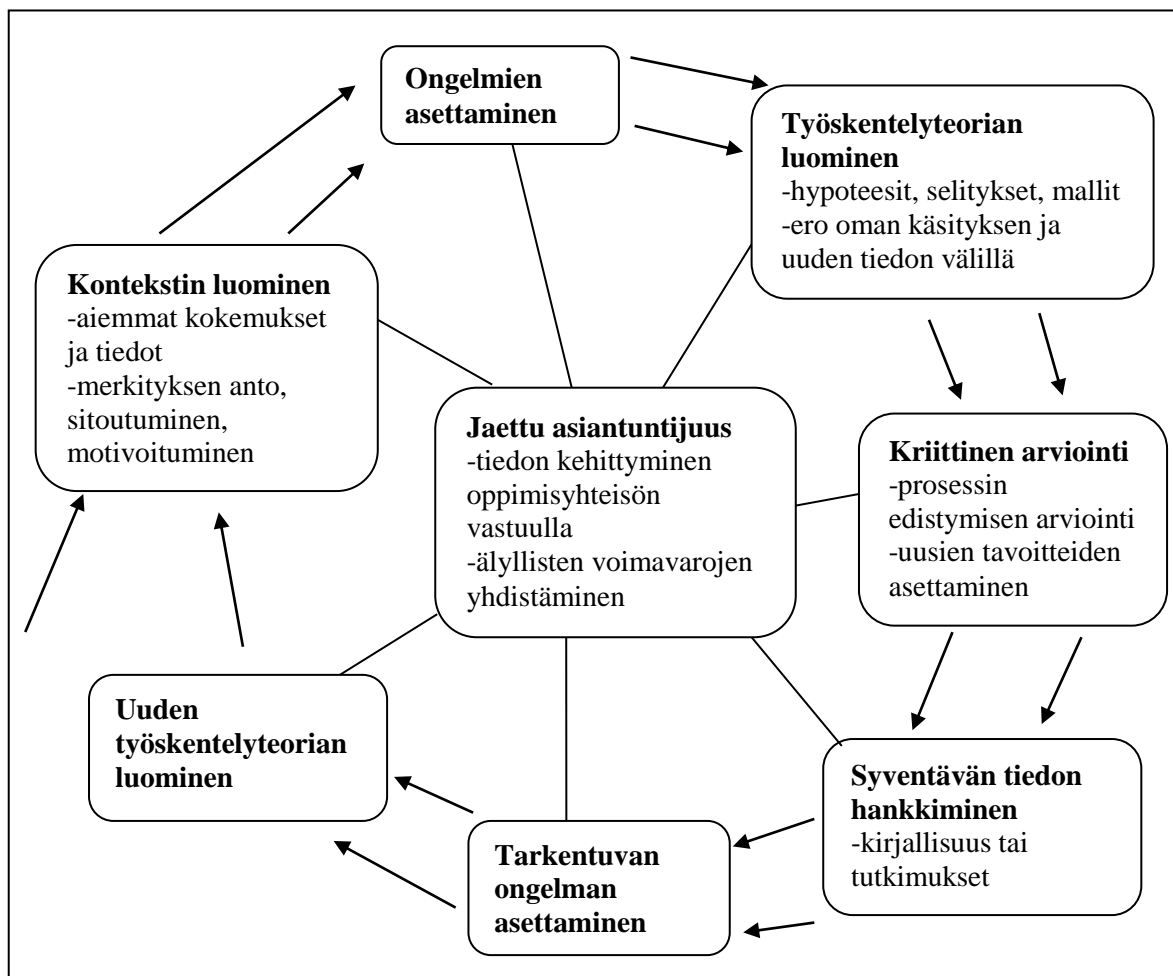 Ongelmien
asettaminen
Työskentelyteorian
luominen
-hypoteesit, selitykset, mallit
-ero oman käsityksen ja
uuden tiedon välillä
Kontekstin luominen
-aiemmat kokemukset
ja tiedot
-merkityksen anto,
sitoutuminen,
motivoituminen
Jaettu asiantuntijuus
-tiedon kehittyminen
oppimisyhteisön
vastuulla
-älyllisten voimavarojen
yhdistäminen
Kriittinen arviointi
-prosessin
edistymisen arviointi
-uusien tavoitteiden
asettaminen
Uuden
työskentelyteorian
luominen
Tarkentuvan
ongelman
asettaminen
Syventävän tiedon
hankkiminen
-kirjallisuus tai
tutkimukset